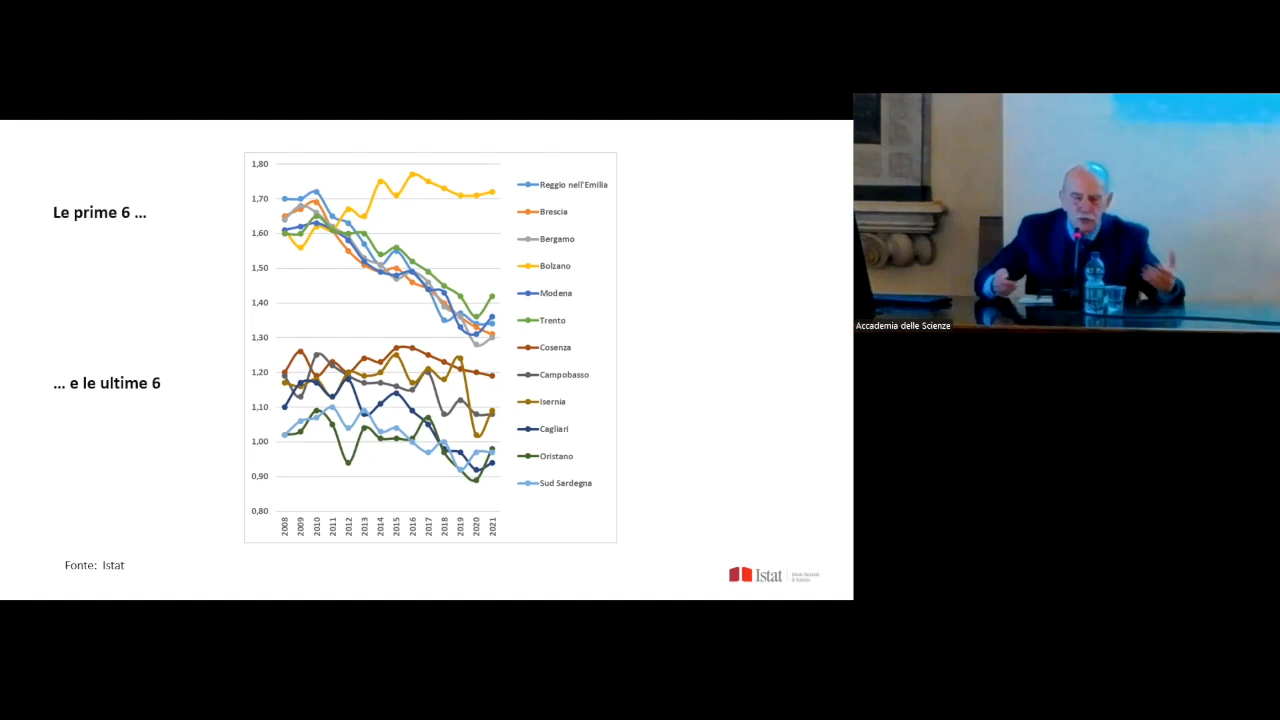 Le prime 6 ...
... e le ultime 6
1,80
1,70
1,60
1,50
1,40
1,30
1,20
1,10
1,00
0,90
0,80
2008 2009 2010 2011 2012 2013 2014 2015 2016 2017 2018 2019 2020 2021
Reggio nell'Emilia
Brescia
Bergamo
Bolzano
Modena
Trento
Cosenza
Campobasso
Isernia
Cagliari
Oristano
Sud Sardegna
Fonte: Istat
Istat
Accademia delle Scienze